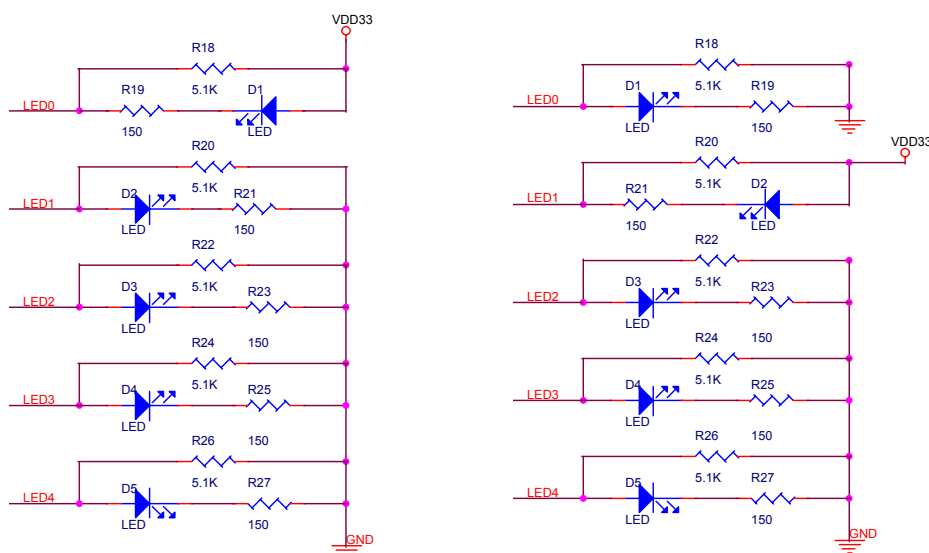 VDD33
R18
5.1K
R19
D1
LED0
150
LED
R20
5.1K
D2
R21
LED1
LED
150
R22
5.1K
D3
R23
LED2
LED
150
R24
5.1K
D4
R25
LED3
LED
150
R26
5.1K
D5
R27
LED4
LED
150
GND
R18
5.1K
D1
R19
LED0
LED
150
VDD33
R20
5.1K
R21
D2
LED1
150
LED
R22
5.1K
D3
R23
LED2
LED
150
R24
5.1K
D4
R25
LED3
LED
150
R26
5.1K
D5
R27
LED4
LED
150
GND